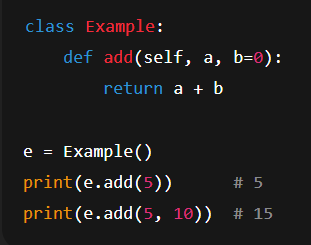 class Example:
    def add(self, a, b=0):
        return a + b

e = Example()
print(e.add(5))      # 5
print(e.add(5, 10))  # 15